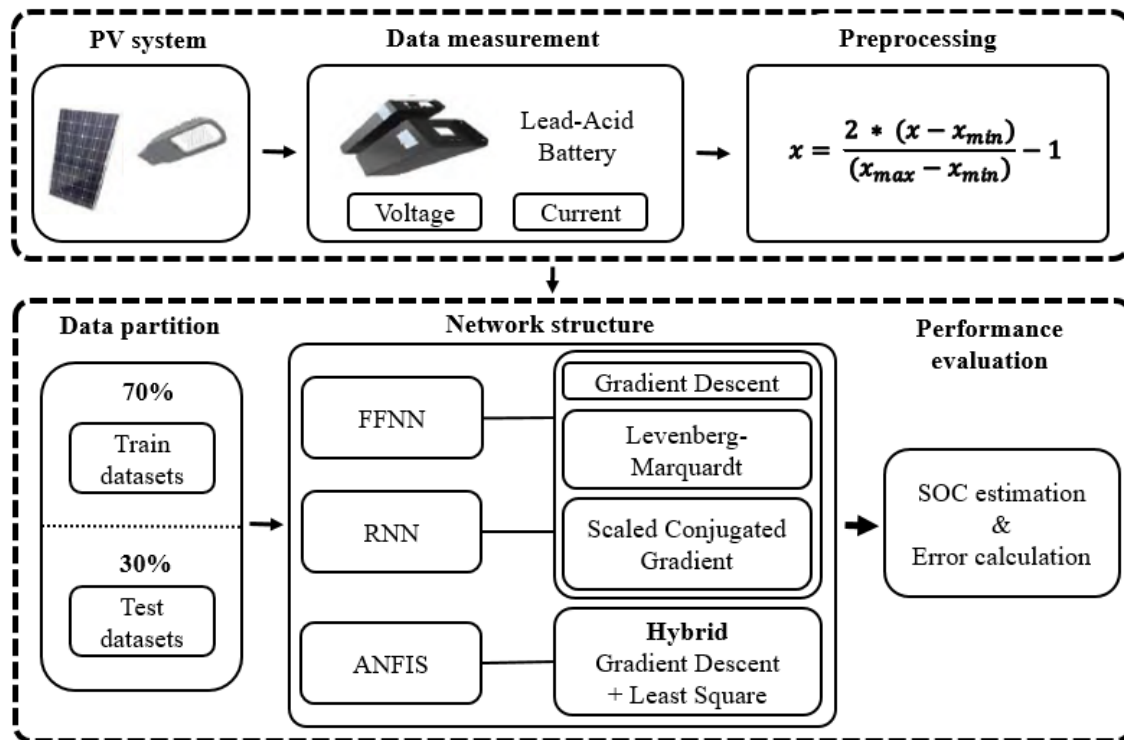 PV system
Data measurement
Preprocessing
Lead-Acid
Battery
Voltage
Current
x = 2 * (x − x_min) / (x_max − x_min) − 1
Data partition
Network structure
Performance
evaluation
70%
Train
datasets
30%
Test
datasets
FFNN
RNN
ANFIS
Gradient Descent
Levenberg-
Marquardt
Scaled Conjugated
Gradient
Hybrid
Gradient Descent
+ Least Square
SOC estimation
&
Error calculation